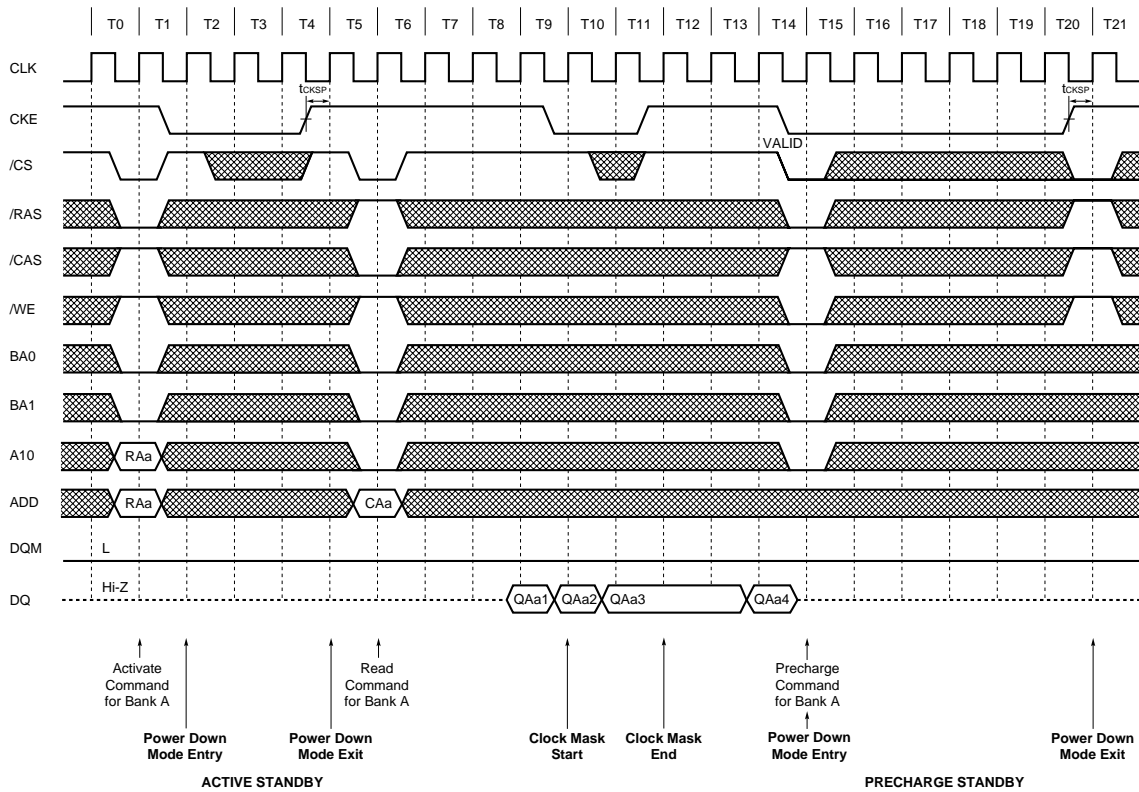 T0 T1 T2 T3 T4 T5 T6 T7 T8 T9 T10 T11 T12 T13 T14 T15 T16 T17 T18 T19 T20 T21
CLK
tCKSP
tCKSP
CKE
VALID
/CS
/RAS
/CAS
/WE
BA0
BA1
A10 RAa
ADD RAa CAa
DQM L
Hi-Z
DQ QAa1 QAa2 QAa3 QAa4
Activate
Command
for Bank A
Read
Command
for Bank A
Precharge
Command
for Bank A
Power Down
Mode Entry
Power Down
Mode Exit
Clock Mask
Start
Clock Mask
End
Power Down
Mode Entry
Power Down
Mode Exit
ACTIVE STANDBY
PRECHARGE STANDBY